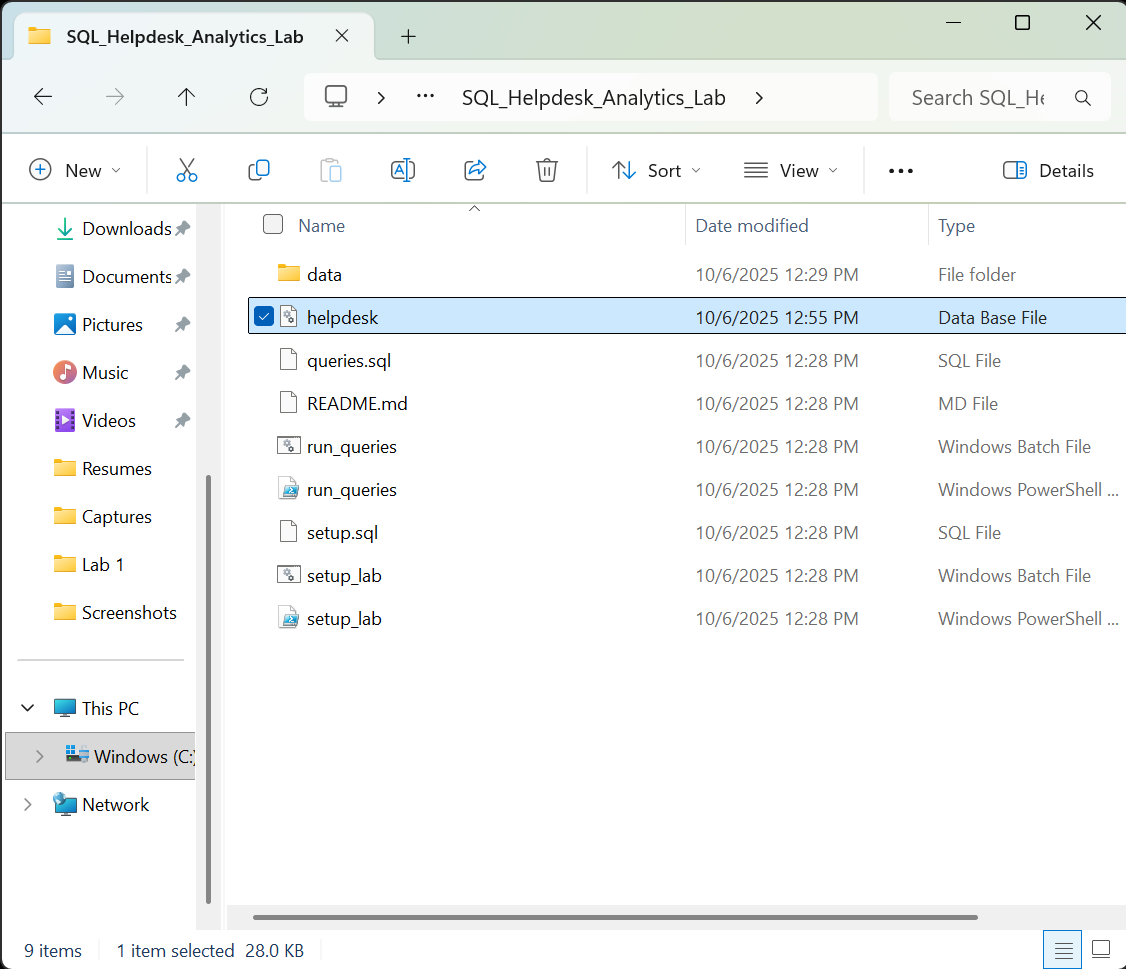 SQL_Helpdesk_Analytics_Lab
SQL_Helpdesk_Analytics_Lab
Search SQL_He
New
Sort
View
Details
Downloads
Documents
Pictures
Music
Videos
Resumes
Captures
Lab 1
Screenshots
This PC
Windows (C:)
Network
Name Date modified Type
data 10/6/2025 12:29 PM File folder
helpdesk 10/6/2025 12:55 PM Data Base File
queries.sql 10/6/2025 12:28 PM SQL File
README.md 10/6/2025 12:28 PM MD File
run_queries 10/6/2025 12:28 PM Windows Batch File
run_queries 10/6/2025 12:28 PM Windows PowerShell ...
setup.sql 10/6/2025 12:28 PM SQL File
setup_lab 10/6/2025 12:28 PM Windows Batch File
setup_lab 10/6/2025 12:28 PM Windows PowerShell ...
9 items 1 item selected 28.0 KB